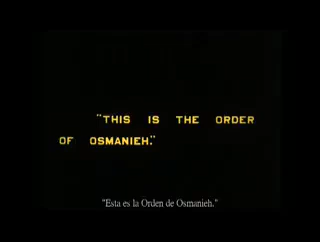 "THIS IS THE ORDER
OF OSMANIEH."
"Esta es la Orden de Osmanieh."